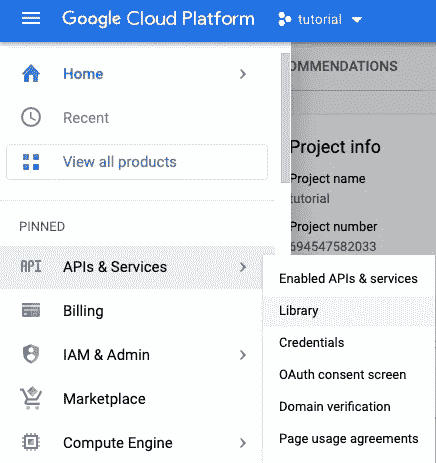 Google Cloud Platform
tutorial
Home
OMMENDATIONS
Recent
View all products
Project info
Project name
tutorial
PINNED
Project number
694547582033
API APIs & Services
Enabled APIs & services
Billing
Library
IAM & Admin
Credentials
Marketplace
OAuth consent screen
Domain verification
Compute Engine
Page usage agreements